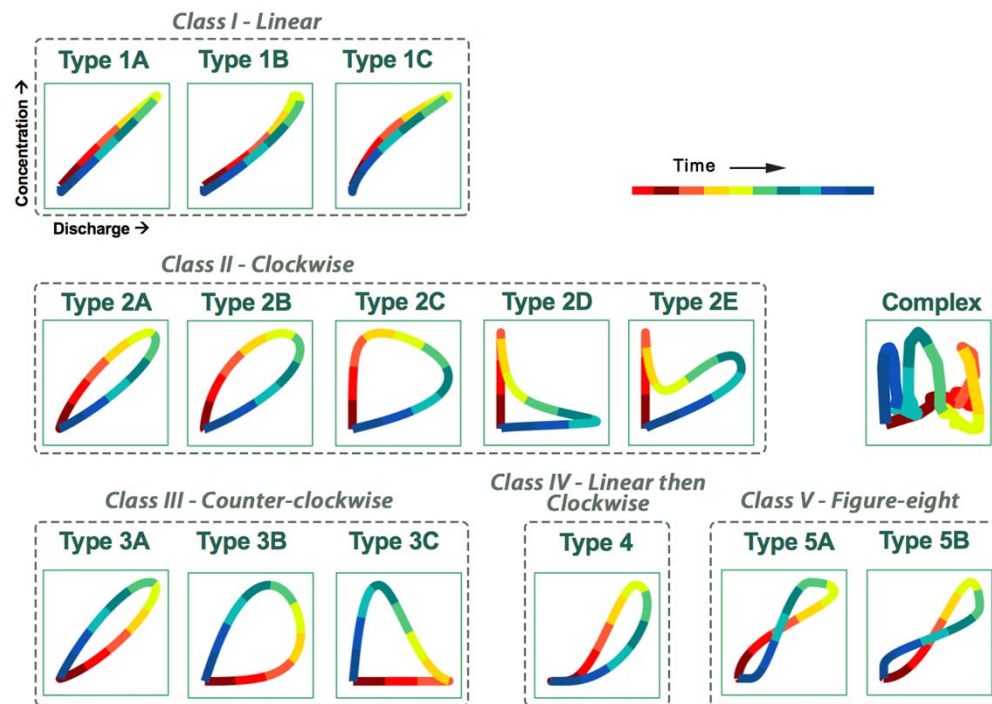 Class I - Linear
Type 1A Type 1B Type 1C
Concentration →
Discharge →
Time →
Class II - Clockwise
Type 2A Type 2B Type 2C Type 2D Type 2E
Complex
Class III - Counter-clockwise
Type 3A Type 3B Type 3C
Class IV - Linear then
Clockwise
Type 4
Class V - Figure-eight
Type 5A Type 5B